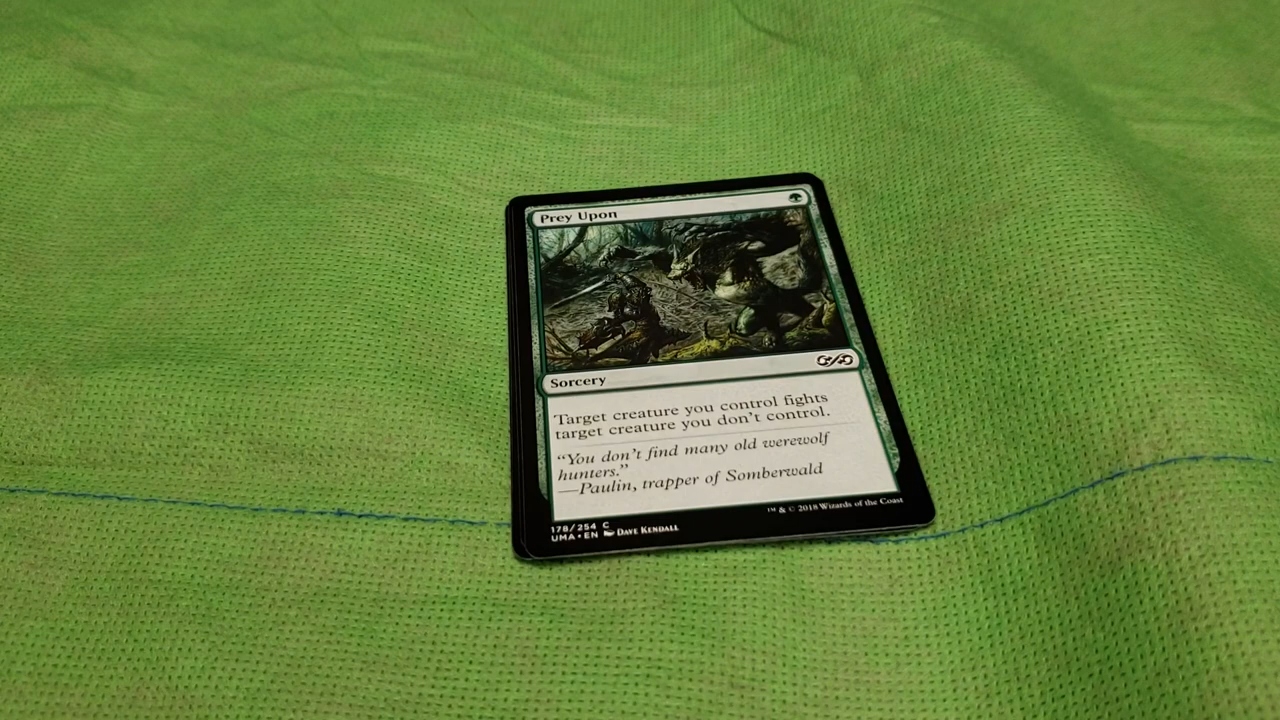 Prey Upon
Sorcery
Target creature you control fights
target creature you don't control.
“You don't find many old werewolf
hunters.”
—Paulin, trapper of Somberwald
178/254 C
™ & © 2018 Wizards of the Coast
UMA • EN Dave Kendall